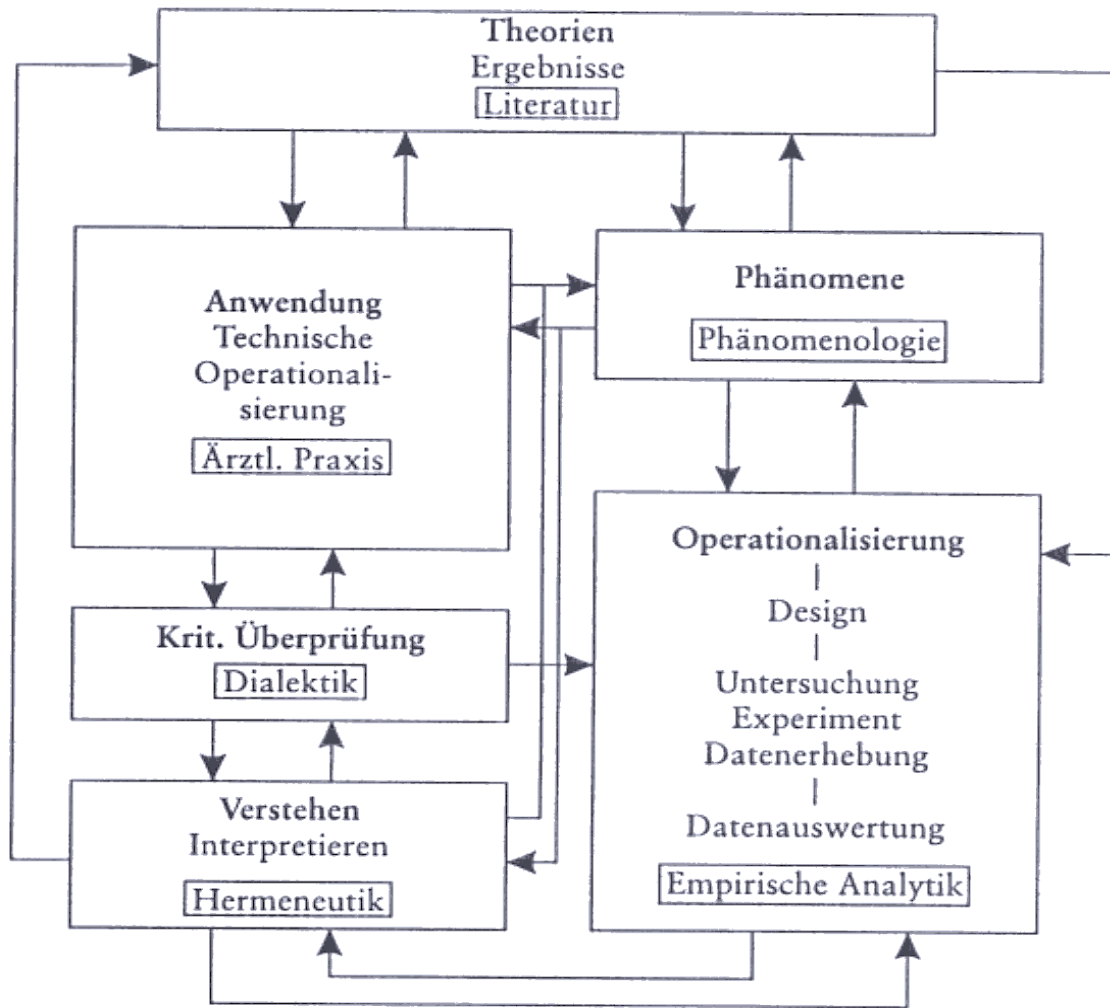 Theorien
Ergebnisse
Literatur
Anwendung
Technische
Operationali-
sierung
Ärztl. Praxis
Phänomene
Phänomenologie
Krit. Überprüfung
Dialektik
Verstehen
Interpretieren
Hermeneutik
Operationalisierung
Design
Untersuchung
Experiment
Datenerhebung
Datenauswertung
Empirische Analytik